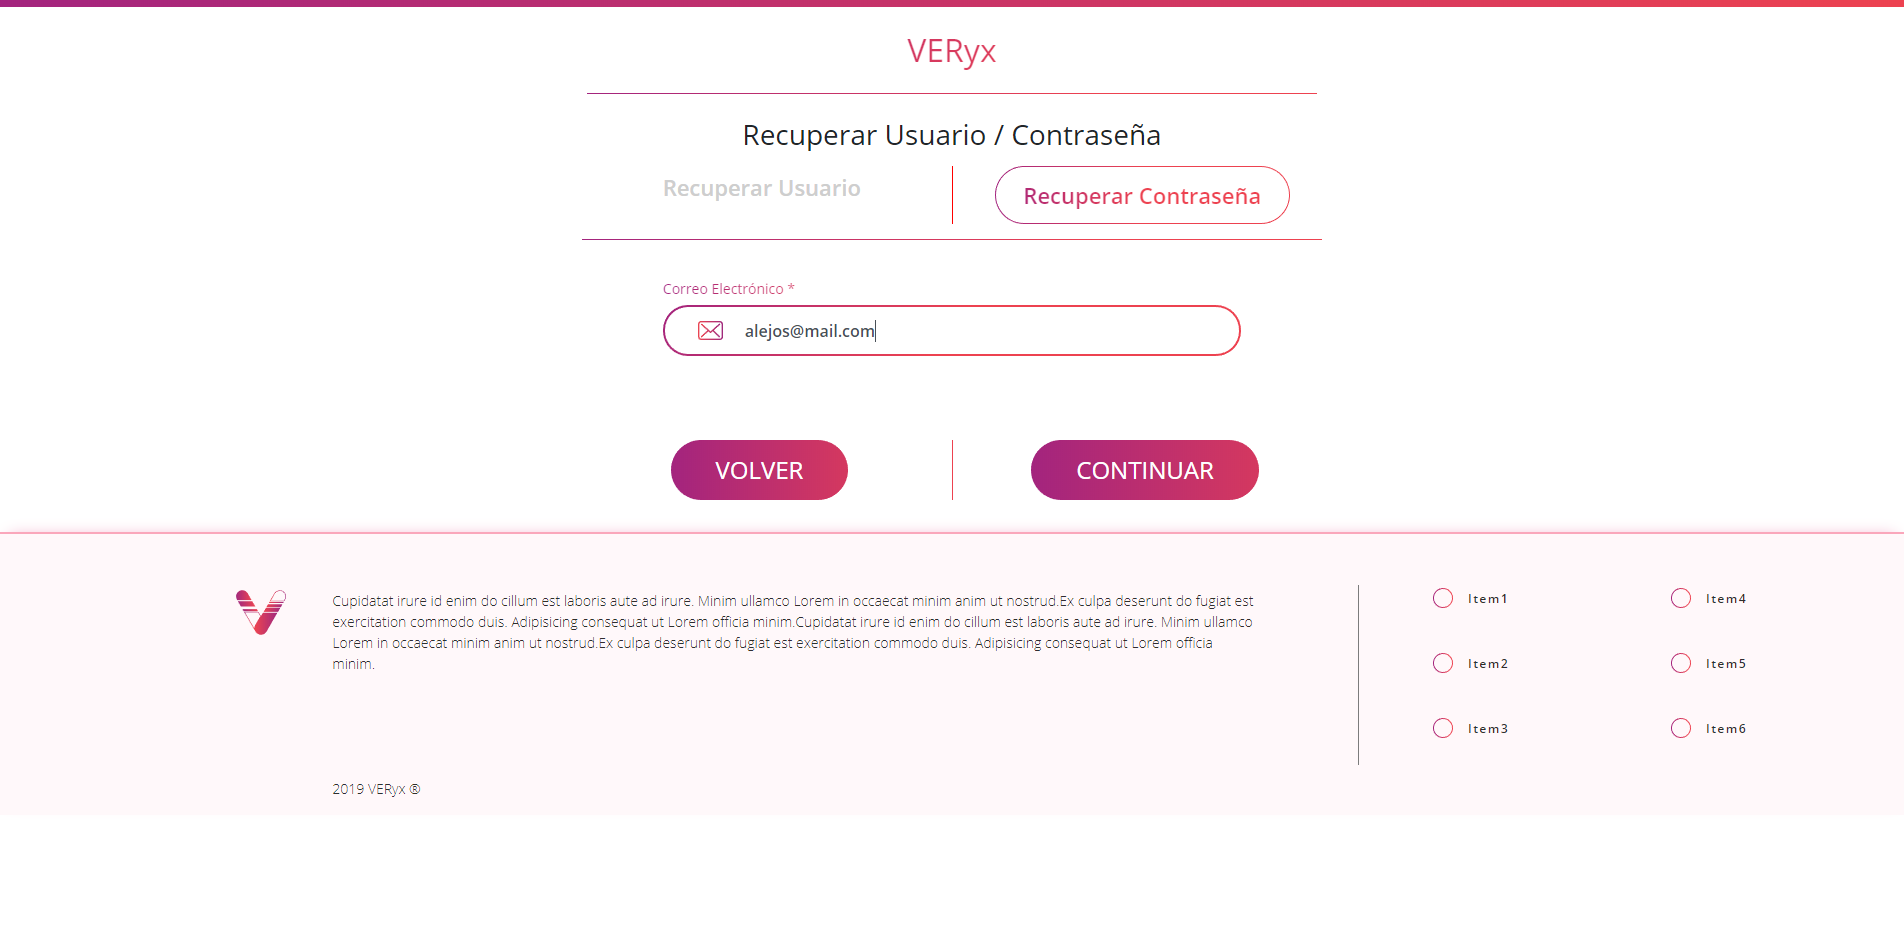 VERyx
Recuperar Usuario / Contraseña
Recuperar Usuario
Recuperar Contraseña
Correo Electrónico *
alejos@mail.com
VOLVER
CONTINUAR
Cupidatat irure id enim do cillum est laboris aute ad irure. Minim ullamco Lorem in occaecat minim anim ut nostrud.Ex culpa deserunt do fugiat est
exercitation commodo duis. Adipisicing consequat ut Lorem officia minim.Cupidatat irure id enim do cillum est laboris aute ad irure. Minim ullamco
Lorem in occaecat minim anim ut nostrud.Ex culpa deserunt do fugiat est exercitation commodo duis. Adipisicing consequat ut Lorem officia
minim.
2019 VERyx ®
Item1
Item2
Item3
Item4
Item5
Item6